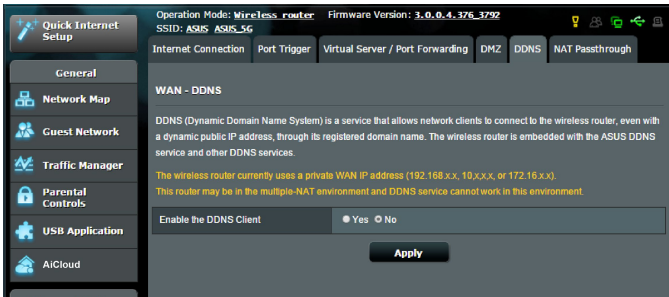 Quick Internet
Setup
Operation Mode: Wireless router Firmware Version: 3.0.0.4.376_3792
SSID: ASUS ASUS_5G
Internet Connection Port Trigger Virtual Server / Port Forwarding DMZ DDNS NAT Passthrough
General
Network Map
Guest Network
Traffic Manager
Parental
Controls
USB Application
AiCloud
WAN - DDNS
DDNS (Dynamic Domain Name System) is a service that allows network clients to connect to the wireless router, even with
a dynamic public IP address, through its registered domain name. The wireless router is embedded with the ASUS DDNS
service and other DDNS services.
The wireless router currently uses a private WAN IP address (192.168.x.x, 10,x,x,x, or 172.16.x.x).
This router may be in the multiple-NAT environment and DDNS service cannot work in this environment.
Enable the DDNS Client Yes No
Apply